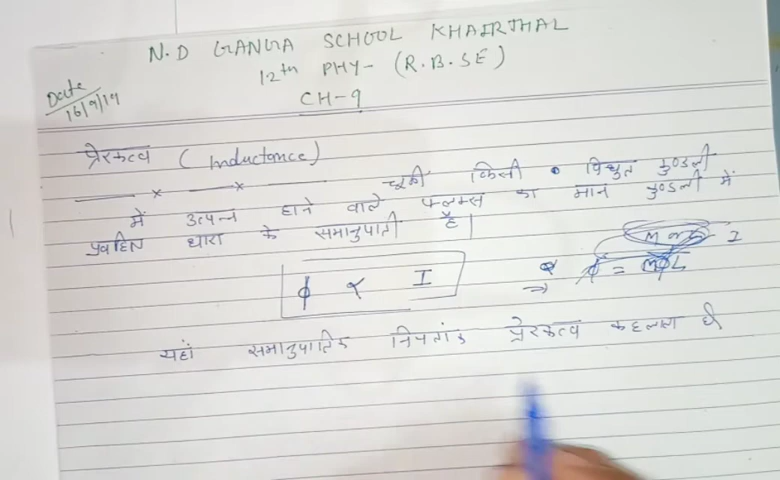 N.D GANGA SCHOOL KHAIRTHAL
12th PHY- (R.B.SE)
Date 16/9/19
CH-9
प्रेरकत्व (Inductance)
चूकी किसी विधुत कुण्डली
में उत्पन्न होने वाले फ्लक्स का मान कुण्डली में
प्रवाहित धारा के समानुपाती है।
ϕ ∝ I
⇒ ϕ =
I
यहां समानुपातिक नियतांक प्रेरकत्व कहलाता है